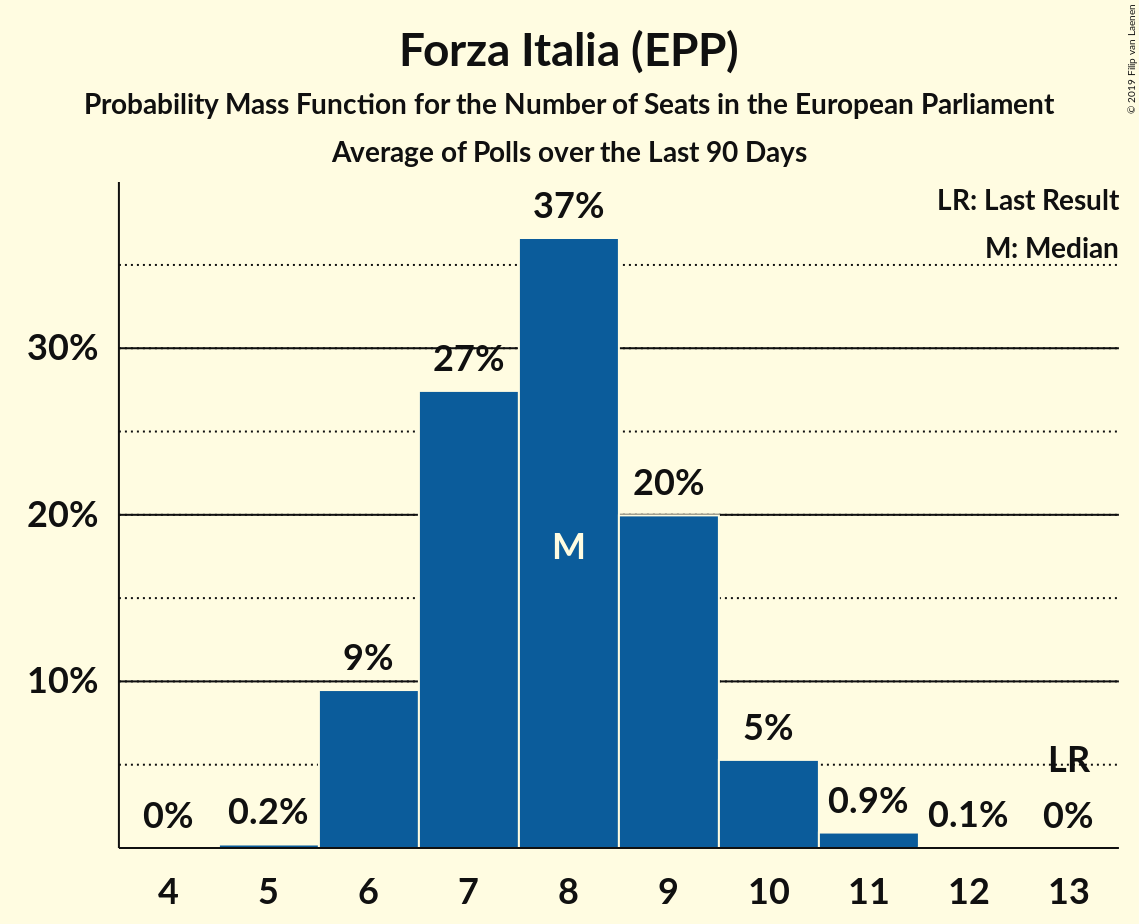 Forza Italia (EPP)
Probability Mass Function for the Number of Seats in the European Parliament
Average of Polls over the Last 90 Days
© 2019 Filip van Laenen
LR: Last Result
M: Median
37%
30%
27%
20%
20%
M
9%
10%
5%
LR
0%
0.2%
0.9%
0.1%
0%
4 5 6 7 8 9 10 11 12 13